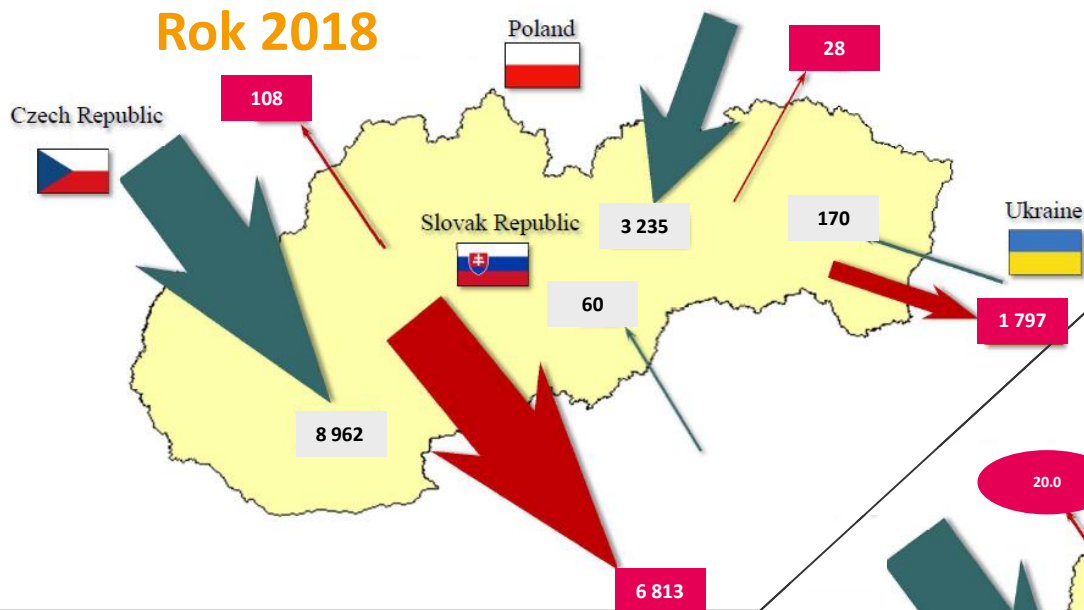 Rok 2018
Poland
28
108
Czech Republic
Slovak Republic
3 235
170
Ukraine
60
1 797
8 962
20.0
6 813